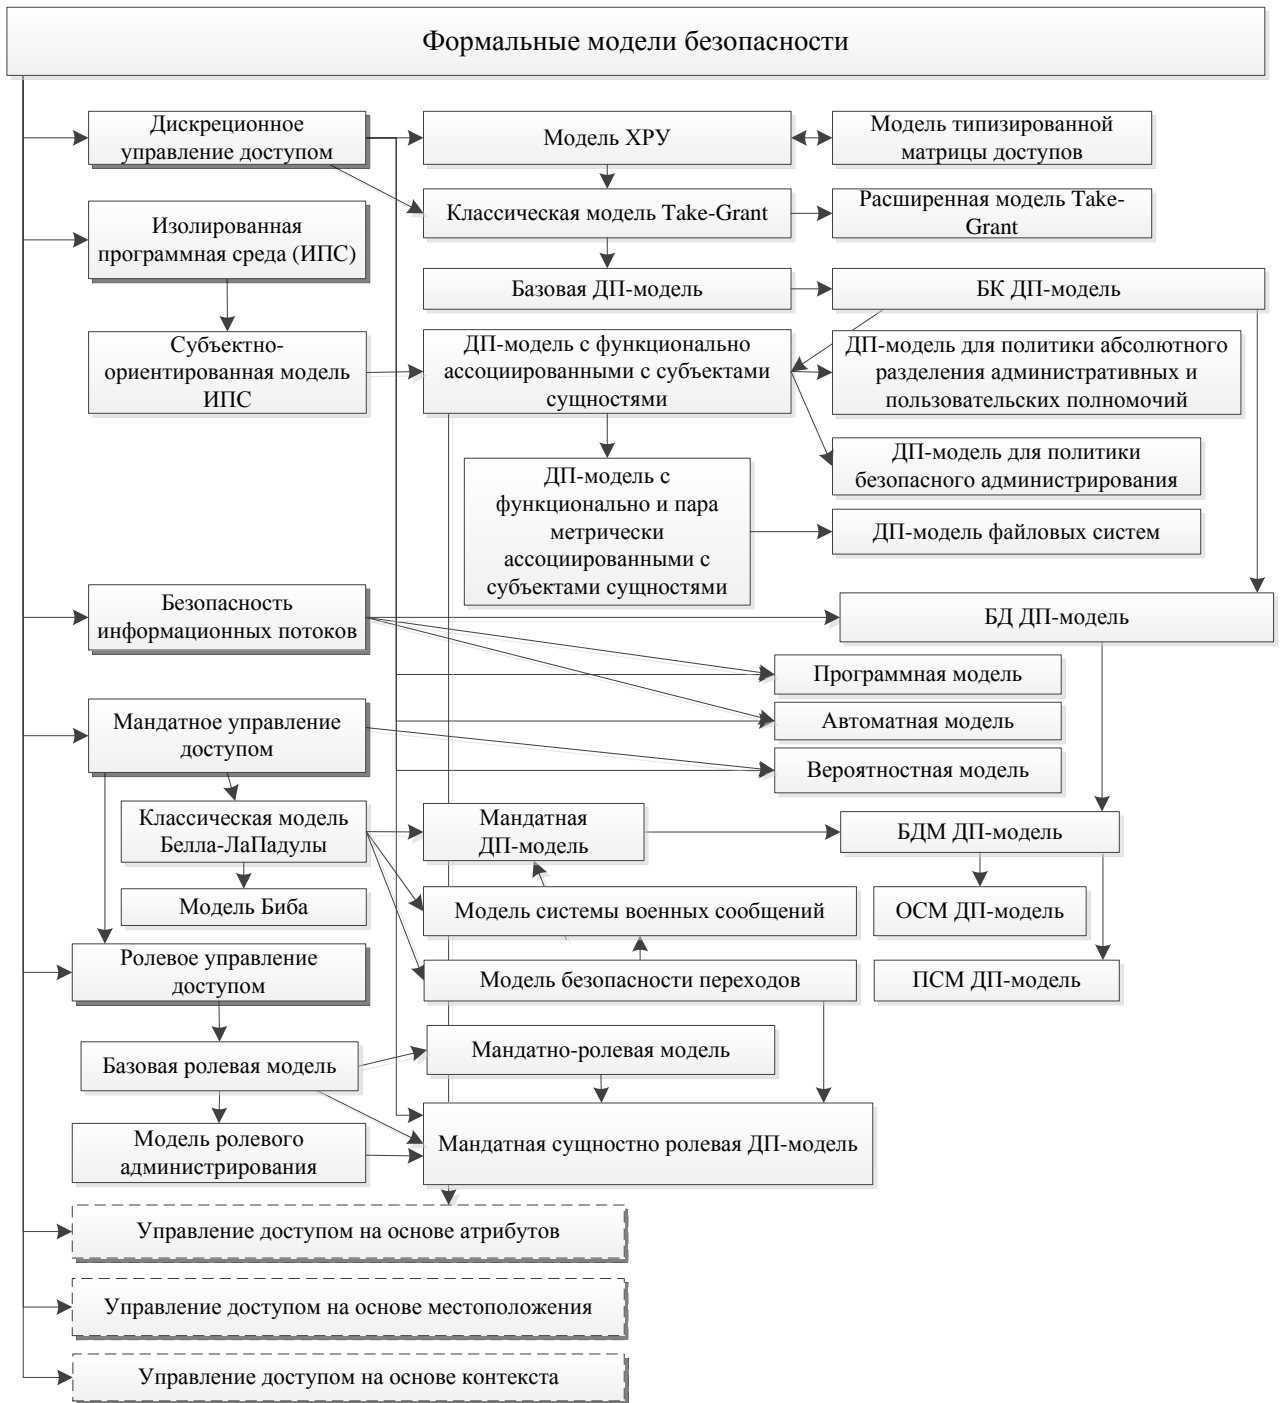 Формальные модели безопасности
Дискреционное
управление доступом
Модель ХРУ
Модель типизированной
матрицы доступов
Классическая модель Take-Grant
Расширенная модель Take-
Grant
Изолированная
программная среда (ИПС)
Базовая ДП-модель
БК ДП-модель
Субъектно-
ориентированная модель
ИПС
ДП-модель с функционально
ассоциированными с субъектами
сущностями
ДП-модель для политики абсолютного
разделения административных и
пользовательских полномочий
ДП-модель для политики
безопасного администрирования
ДП-модель с
функционально и пара
метрически
ассоциированными с
субъектами сущностями
ДП-модель файловых систем
Безопасность
информационных потоков
БД ДП-модель
Программная модель
Автоматная модель
Вероятностная модель
Мандатное управление
доступом
Классическая модель
Белла-ЛаПадулы
Мандатная
ДП-модель
БДМ ДП-модель
Модель Биба
Модель системы военных сообщений
ОСМ ДП-модель
Ролевое управление
доступом
Модель безопасности переходов
ПСМ ДП-модель
Базовая ролевая модель
Мандатно-ролевая модель
Модель ролевого
администрирования
Мандатная сущностно ролевая ДП-модель
Управление доступом на основе атрибутов
Управление доступом на основе местоположения
Управление доступом на основе контекста